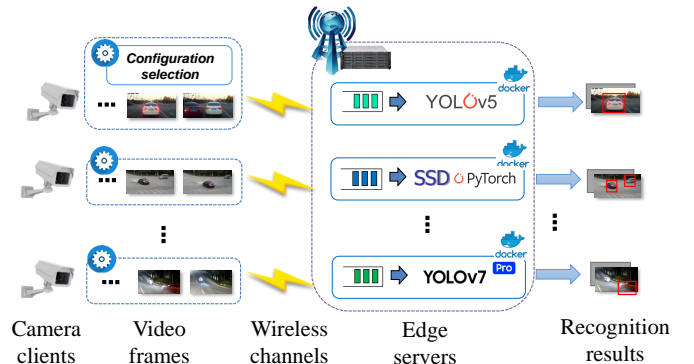 Configuration
selection
docker
YOLOv5
docker
SSD PyTorch
docker
Pro
YOLOv7
Camera
clients
Video
frames
Wireless
channels
Edge
servers
Recognition
results